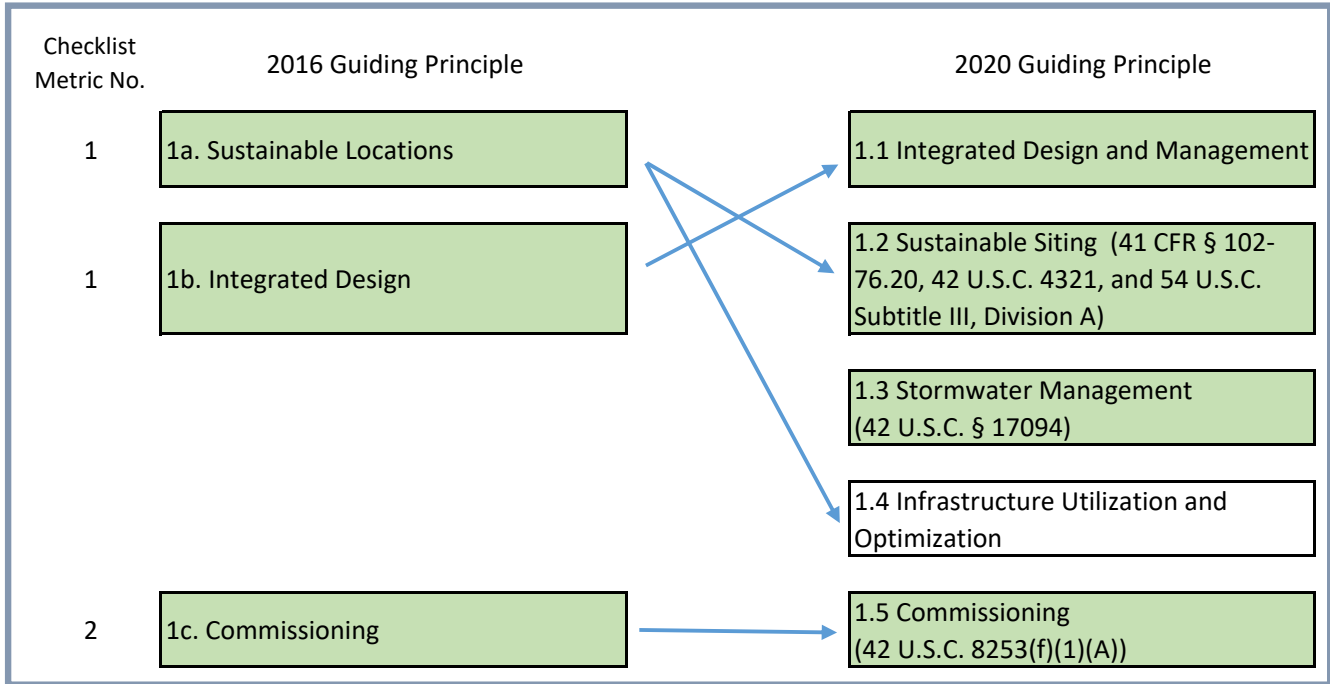 Checklist
Metric No.
2016 Guiding Principle
2020 Guiding Principle
1
1a. Sustainable Locations
1.1 Integrated Design and Management
1
1b. Integrated Design
1.2 Sustainable Siting  (41 CFR § 102-
76.20, 42 U.S.C. 4321, and 54 U.S.C.
Subtitle III, Division A)
1.3 Stormwater Management
(42 U.S.C. § 17094)
1.4 Infrastructure Utilization and
Optimization
2
1c. Commissioning
1.5 Commissioning
(42 U.S.C. 8253(f)(1)(A))